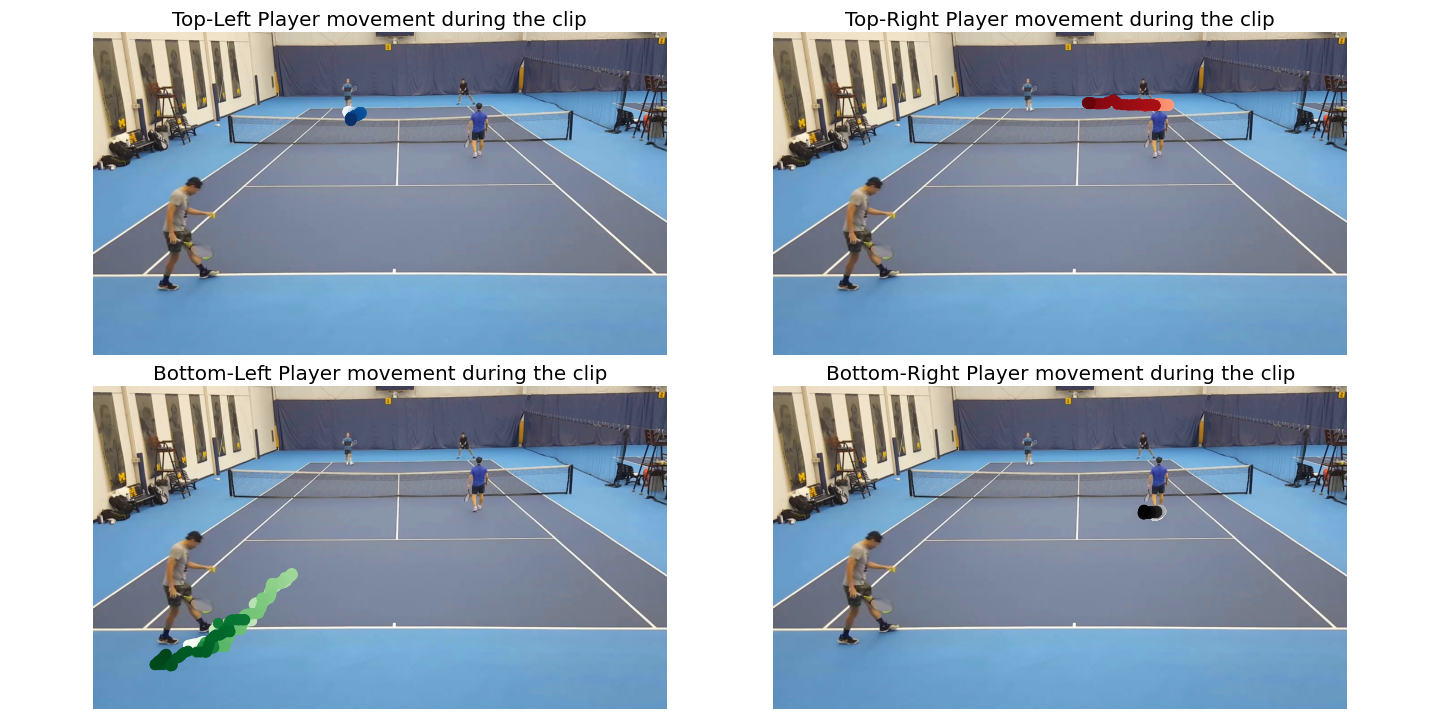 Top-Left Player movement during the clip
Top-Right Player movement during the clip
Bottom-Left Player movement during the clip
Bottom-Right Player movement during the clip